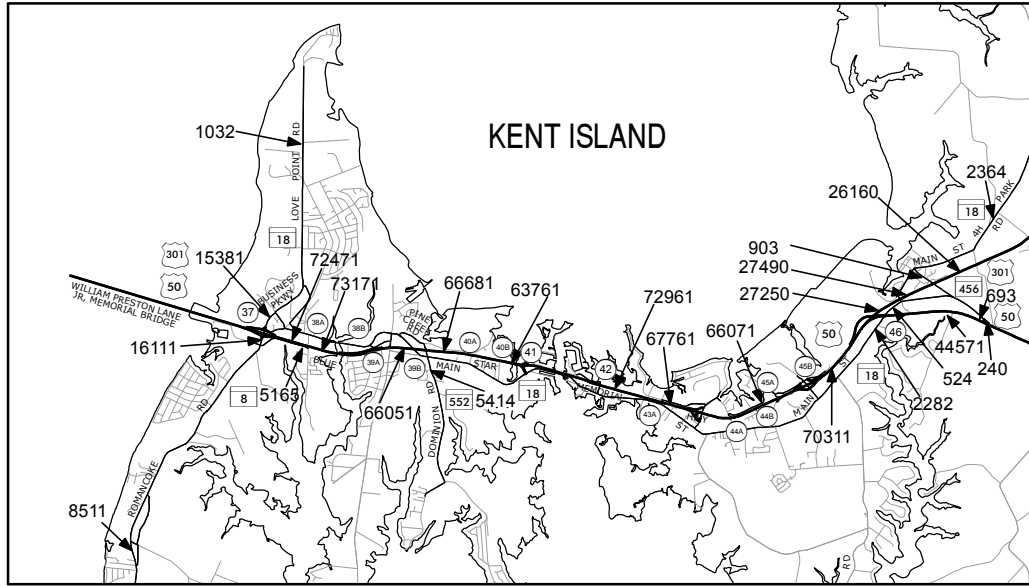 KENT ISLAND
1032
LOVE POINT RD
18
301
50
15381
72471
BUSINESS PKWY
73171
WILLIAM PRESTON LANE
JR. MEMORIAL BRIDGE
37
38A
38B
PINEY CREEK RD
66681
63761
40A
40B
41
42
72961
67761
66071
16111
BLUE
STAR
MEMORIAL
HWY
39A
39B
MAIN
ST
5165
8
66051
552
5414
18
DOMINION RD
43A
44A
44B
45A
45B
MAIN ST
50
70311
ROMANCOKE RD
8511
2364
26160
18
4H PARK RD
903
MAIN ST
27490
27250
301
456
693
50
46
44571
18
524
240
2282
RD